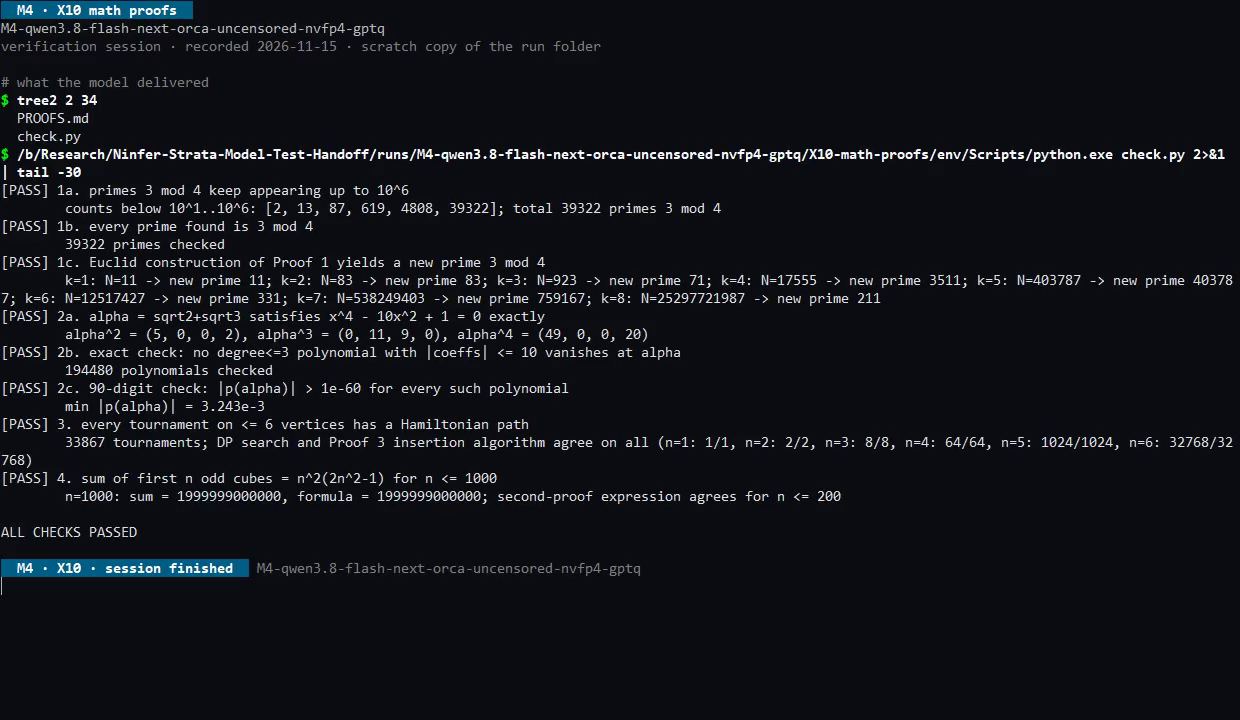 M4 · X10 math proofs
M4-qwen3.8-flash-next-orca-uncensored-nvfp4-gptq
verification session · recorded 2026-11-15 · scratch copy of the run folder
# what the model delivered
$ tree2 2 34
PROOFS.md
check.py
$ /b/Research/Ninfer-Strata-Model-Test-Handoff/runs/M4-qwen3.8-flash-next-orca-uncensored-nvfp4-gptq/X10-math-proofs/env/Scripts/python.exe check.py 2>&1
| tail -30
[PASS] 1a. primes 3 mod 4 keep appearing up to 10^6
counts below 10^1..10^6: [2, 13, 87, 619, 4808, 39322]; total 39322 primes 3 mod 4
[PASS] 1b. every prime found is 3 mod 4
39322 primes checked
[PASS] 1c. Euclid construction of Proof 1 yields a new prime 3 mod 4
k=1: N=11 -> new prime 11; k=2: N=83 -> new prime 83; k=3: N=923 -> new prime 71; k=4: N=17555 -> new prime 3511; k=5: N=403787 -> new prime 40378
7; k=6: N=12517427 -> new prime 331; k=7: N=538249403 -> new prime 759167; k=8: N=25297721987 -> new prime 211
[PASS] 2a. alpha = sqrt2+sqrt3 satisfies x^4 - 10x^2 + 1 = 0 exactly
alpha^2 = (5, 0, 0, 2), alpha^3 = (0, 11, 9, 0), alpha^4 = (49, 0, 0, 20)
[PASS] 2b. exact check: no degree<=3 polynomial with |coeffs| <= 10 vanishes at alpha
194480 polynomials checked
[PASS] 2c. 90-digit check: |p(alpha)| > 1e-60 for every such polynomial
min |p(alpha)| = 3.243e-3
[PASS] 3. every tournament on <= 6 vertices has a Hamiltonian path
33867 tournaments; DP search and Proof 3 insertion algorithm agree on all (n=1: 1/1, n=2: 2/2, n=3: 8/8, n=4: 64/64, n=5: 1024/1024, n=6: 32768/32
768)
[PASS] 4. sum of first n odd cubes = n^2(2n^2-1) for n <= 1000
n=1000: sum = 1999999000000, formula = 1999999000000; second-proof expression agrees for n <= 200
ALL CHECKS PASSED
M4 · X10 · session finished M4-qwen3.8-flash-next-orca-uncensored-nvfp4-gptq